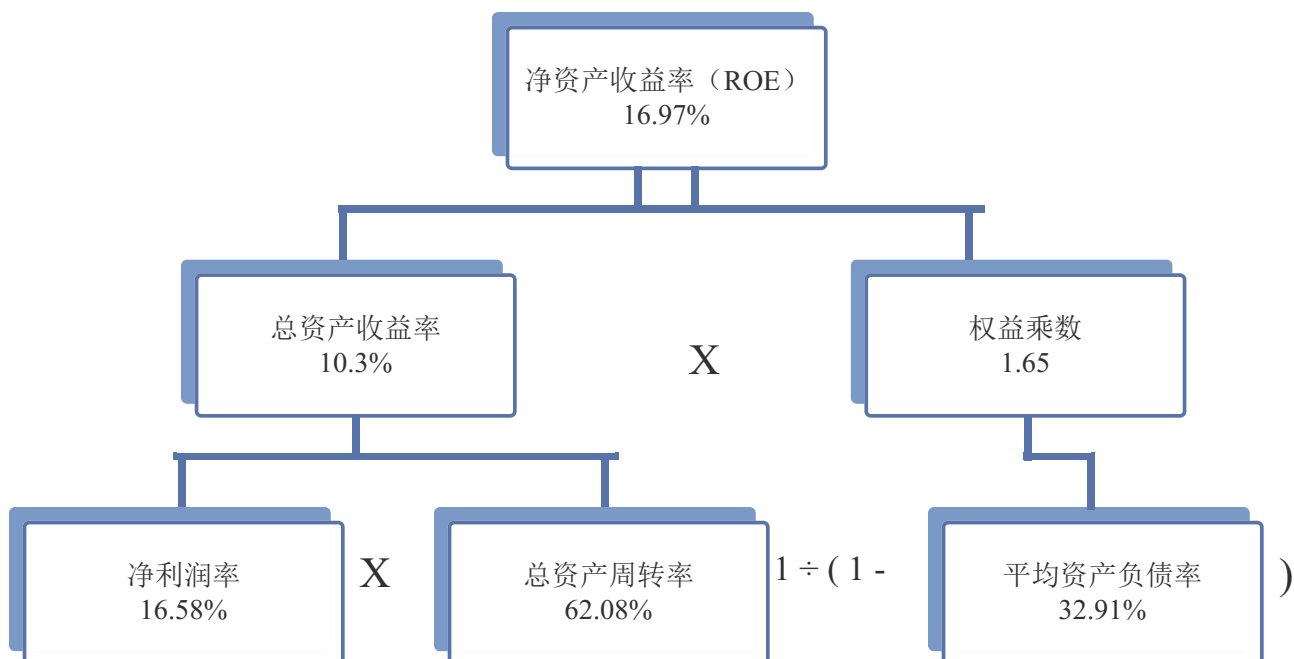 净资产收益率（ROE）
16.97%
总资产收益率
10.3%
X
权益乘数
1.65
净利润率
16.58%
X
总资产周转率
62.08%
1 ÷ ( 1 -
平均资产负债率
32.91%
)